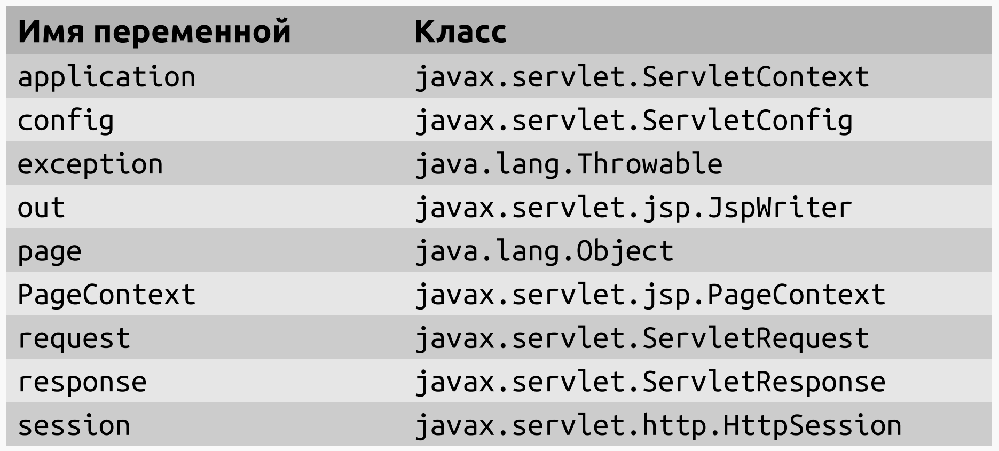 Имя переменной Класс
application javax.servlet.ServletContext
config javax.servlet.ServletConfig
exception java.lang.Throwable
out javax.servlet.jsp.JspWriter
page java.lang.Object
PageContext javax.servlet.jsp.PageContext
request javax.servlet.ServletRequest
response javax.servlet.ServletResponse
session javax.servlet.http.HttpSession